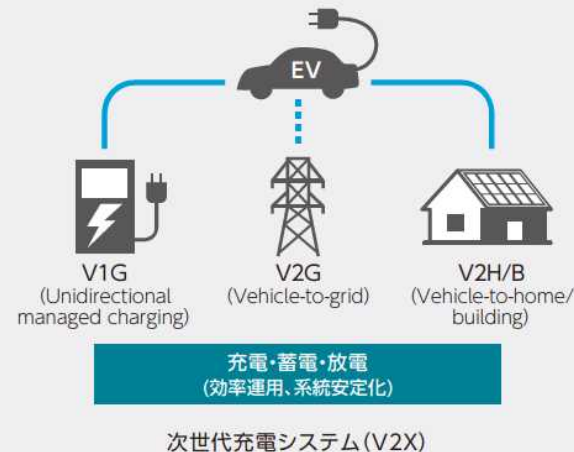 EV
V1G
(Unidirectional
managed charging)
V2G
(Vehicle-to-grid)
V2H/B
(Vehicle-to-home/
building)
充電・蓄電・放電
(効率運用、系統安定化)
次世代充電システム(V2X)